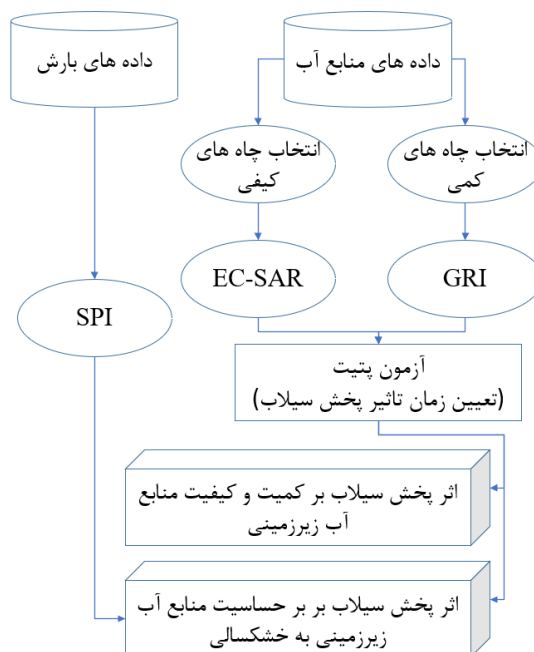 داده های بارش
داده های منابع آب
انتخاب چاه های
کیفی
انتخاب چاه های
کمی
EC-SAR
GRI
SPI
آزمون پتیت
(تعیین زمان تاثیر پخش سیلاب)
اثر پخش سیلاب بر کمیت و کیفیت منابع
آب زیرزمینی
اثر پخش سیلاب بر بر حساسیت منابع آب
زیرزمینی به خشکسالی